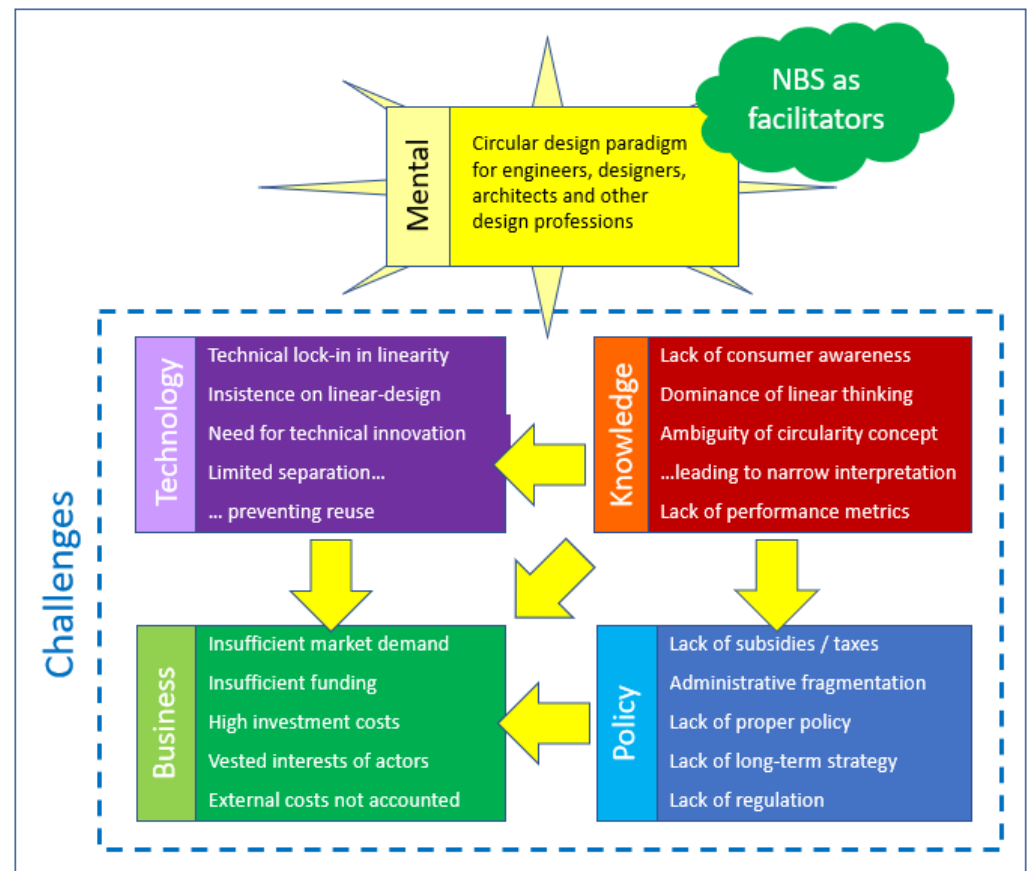 NBS as
facilitators
Mental
Circular design paradigm
for engineers, designers,
architects and other
design professions
Challenges
Technology
Technical lock-in in linearity
Insistence on linear-design
Need for technical innovation
Limited separation…
… preventing reuse
Knowledge
Lack of consumer awareness
Dominance of linear thinking
Ambiguity of circularity concept
…leading to narrow interpretation
Lack of performance metrics
Business
Insufficient market demand
Insufficient funding
High investment costs
Vested interests of actors
External costs not accounted
Policy
Lack of subsidies / taxes
Administrative fragmentation
Lack of proper policy
Lack of long-term strategy
Lack of regulation